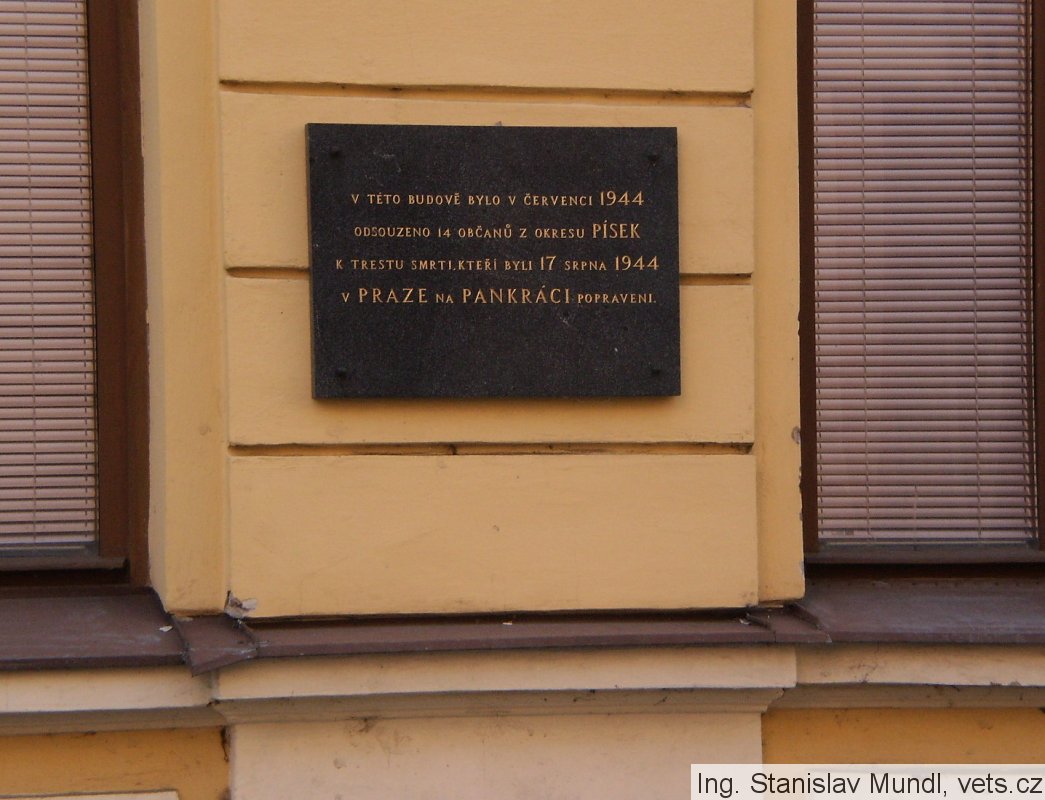 V TÉTO BUDOVĚ BYLO V ČERVENCI 1944
ODSOUZENO 14 OBČANŮ Z OKRESU PÍSEK
K TRESTU SMRTI, KTEŘÍ BYLI 17 SRPNA 1944
V PRAZE NA PANKRÁCI POPRAVENI.
Ing. Stanislav Mundl, vets.cz